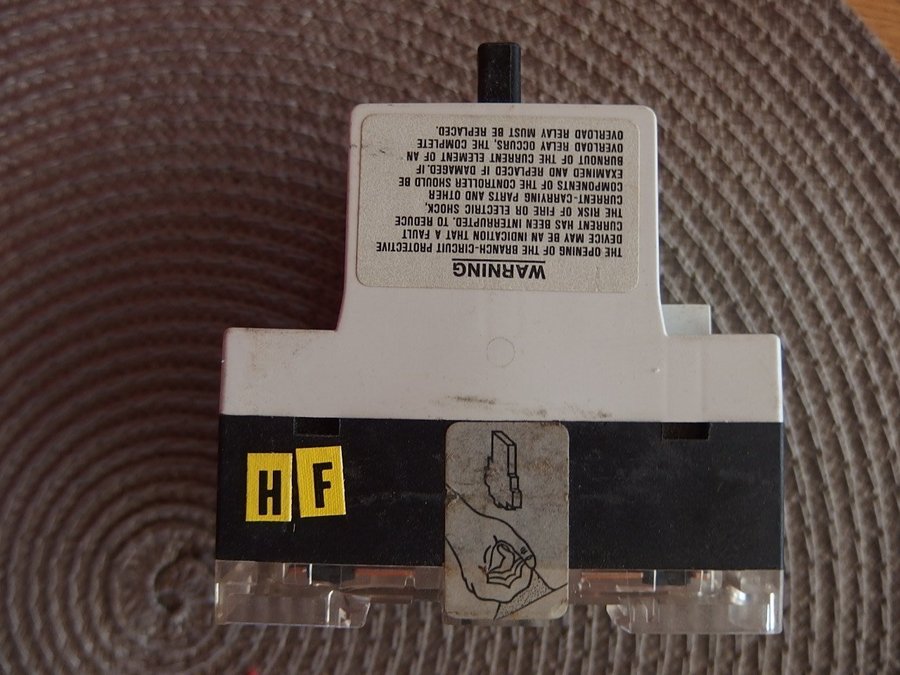 WARNING
THE OPENING OF THE BRANCH-CIRCUIT PROTECTIVE
DEVICE MAY BE AN INDICATION THAT A FAULT
CURRENT HAS BEEN INTERRUPTED. TO REDUCE
THE RISK OF FIRE OR ELECTRIC SHOCK,
CURRENT-CARRYING PARTS AND OTHER
COMPONENTS OF THE CONTROLLER SHOULD BE
EXAMINED AND REPLACED IF DAMAGED. IF
BURNOUT OF THE CURRENT ELEMENT OF AN
OVERLOAD RELAY OCCURS, THE COMPLETE
OVERLOAD RELAY MUST BE REPLACED.
HF